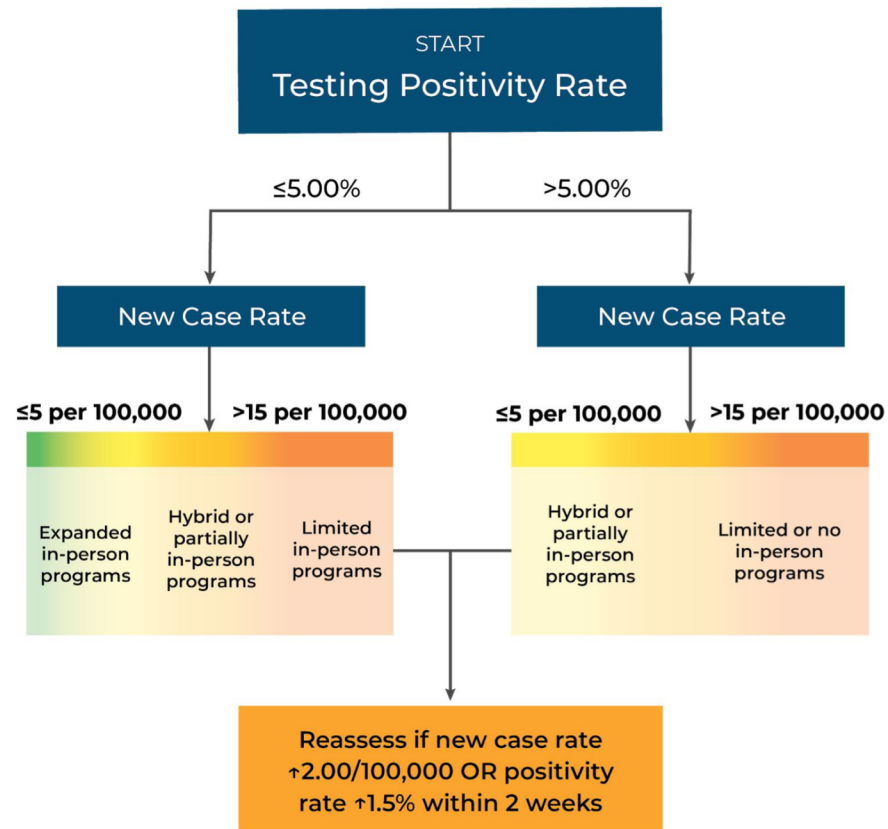 START
Testing Positivity Rate
≤5.00%
>5.00%
New Case Rate
New Case Rate
≤5 per 100,000
>15 per 100,000
≤5 per 100,000
>15 per 100,000
Expanded
in-person
programs
Hybrid or
partially
in-person
programs
Limited
in-person
programs
Hybrid or
partially
in-person
programs
Limited or no
in-person
programs
Reassess if new case rate
↑2.00/100,000 OR positivity
rate ↑1.5% within 2 weeks